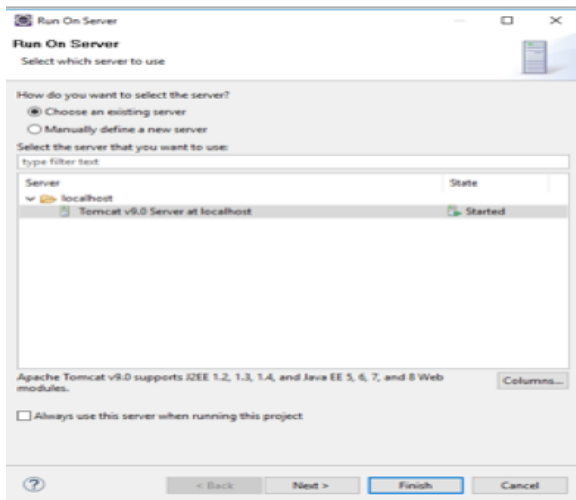 Run On Server
Run On Server
Select which server to use
How do you want to select the server?
Choose an existing server
Manually define a new server
Select the server that you want to use:
type filter text
Server State
localhost
Tomcat v9.0 Server at localhost Started
Apache Tomcat v9.0 supports J2EE 1.2, 1.3, 1.4, and Java EE 5, 6, 7, and 8 Web
modules.
Columns...
Always use this server when running this project
? < Back Next > Finish Cancel